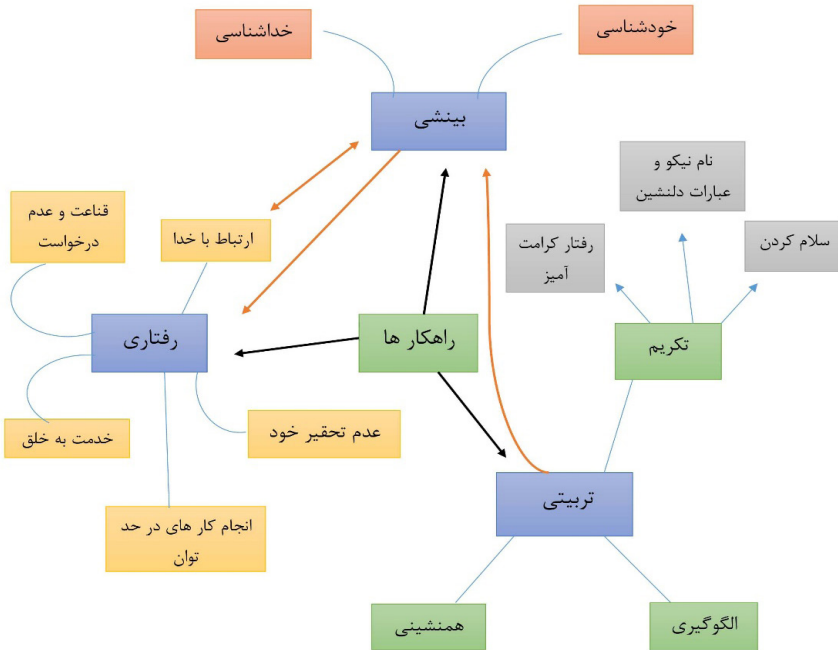 خودشناسی
خداشناسی
بینشی
نام نیکو و
عبارات دلنشین
سلام کردن
رفتار کرامت
آمیز
ارتباط با خدا
قناعت و عدم
درخواست
رفتاری
راهکار ها
تکریم
خدمت به خلق
عدم تحقیر خود
تربیتی
انجام کار های در حد
توان
همنشینی
الگوگیری